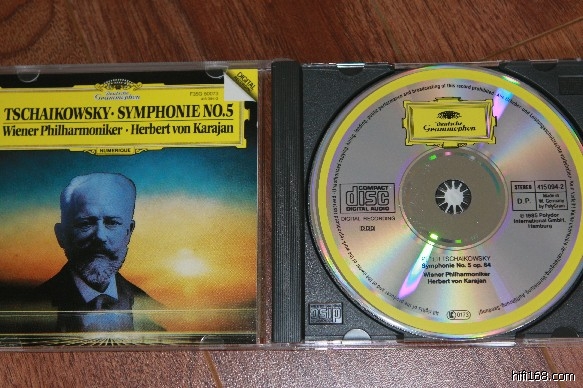 Deutsche
Grammophon
DIGITAL
TSCHAIKOWSKY · SYMPHONIE NO.5
Wiener Philharmoniker · Herbert von Karajan
NUMERIQUE
Deutsche
Grammophon
COMPACT
disc
DIGITAL AUDIO
DIGITAL RECORDING
DDD
STEREO 415 094-2
D.P.
Made in
W. Germany
by PolyGram
℗ 1985 Polydor
International GmbH,
Hamburg
TSCHAIKOWSKY
Symphonie No. 5 op. 64
Wiener Philharmoniker
Herbert von Karajan
0173
hifi168.com